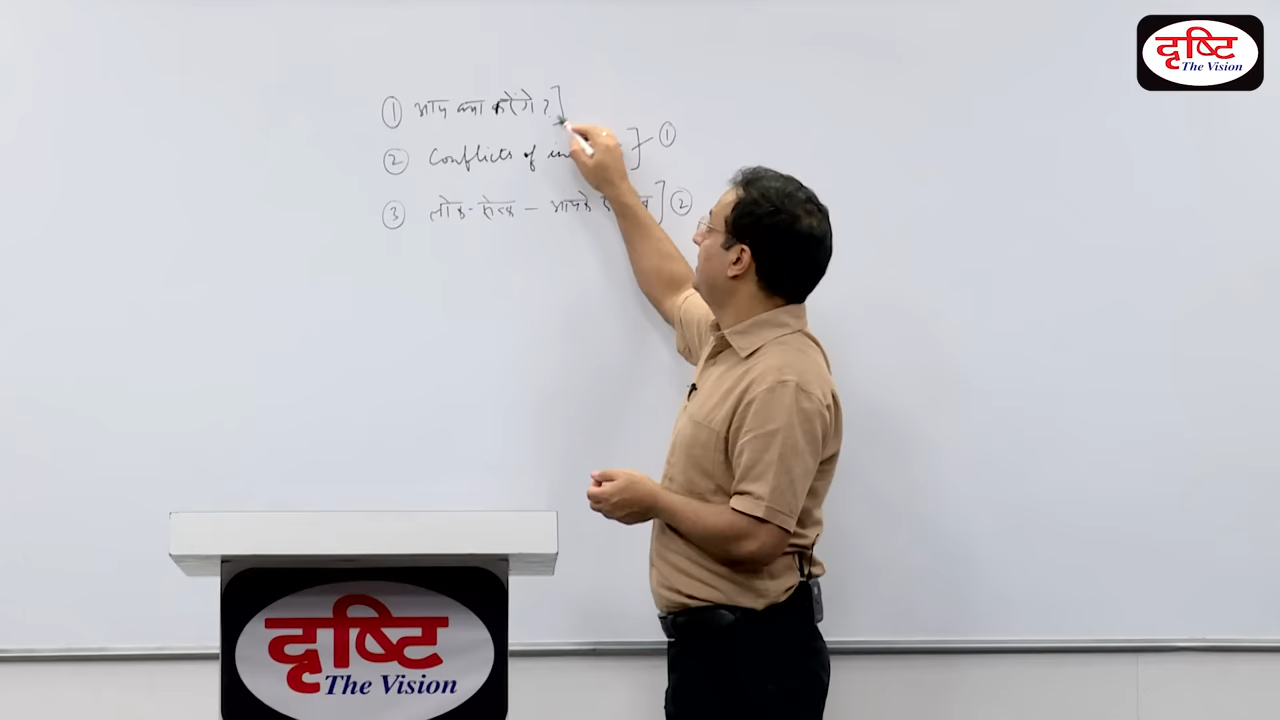 दृष्टि
The Vision
① आप क्या करेंगे?]
② Conflicts of ] - ①
③ लोक-सेवक - आपके ] ②
दृष्टि
The Vision